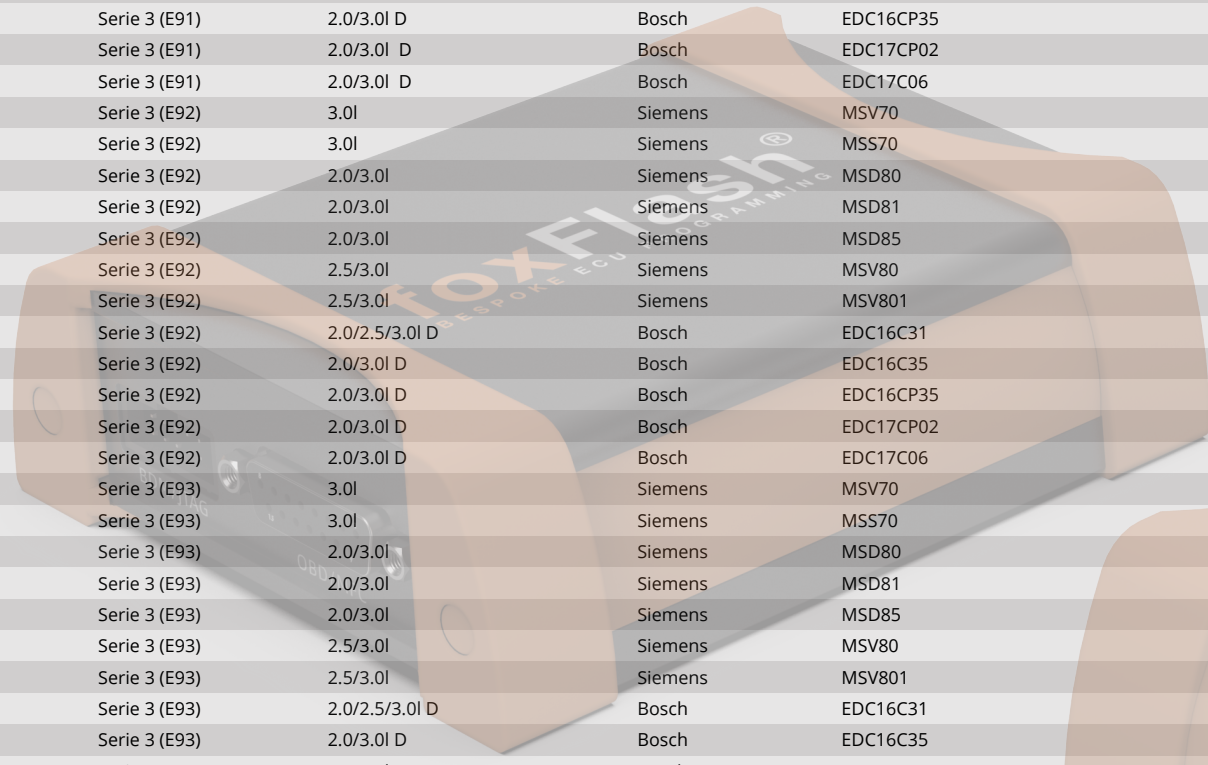 Serie 3 (E91) 2.0/3.0l D Bosch EDC16CP35
Serie 3 (E91) 2.0/3.0l D Bosch EDC17CP02
Serie 3 (E91) 2.0/3.0l D Bosch EDC17C06
Serie 3 (E92) 3.0l Siemens MSV70
Serie 3 (E92) 3.0l Siemens MSS70
Serie 3 (E92) 2.0/3.0l Siemens MSD80
Serie 3 (E92) 2.0/3.0l Siemens MSD81
Serie 3 (E92) 2.0/3.0l Siemens MSD85
Serie 3 (E92) 2.5/3.0l Siemens MSV80
Serie 3 (E92) 2.5/3.0l Siemens MSV801
Serie 3 (E92) 2.0/2.5/3.0l D Bosch EDC16C31
Serie 3 (E92) 2.0/3.0l D Bosch EDC16C35
Serie 3 (E92) 2.0/3.0l D Bosch EDC16CP35
Serie 3 (E92) 2.0/3.0l D Bosch EDC17CP02
Serie 3 (E92) 2.0/3.0l D Bosch EDC17C06
Serie 3 (E93) 3.0l Siemens MSV70
Serie 3 (E93) 3.0l Siemens MSS70
Serie 3 (E93) 2.0/3.0l Siemens MSD80
Serie 3 (E93) 2.0/3.0l Siemens MSD81
Serie 3 (E93) 2.0/3.0l Siemens MSD85
Serie 3 (E93) 2.5/3.0l Siemens MSV80
Serie 3 (E93) 2.5/3.0l Siemens MSV801
Serie 3 (E93) 2.0/2.5/3.0l D Bosch EDC16C31
Serie 3 (E93) 2.0/3.0l D Bosch EDC16C35
foxFlash®
BESPOKE ECU PROGRAMMING